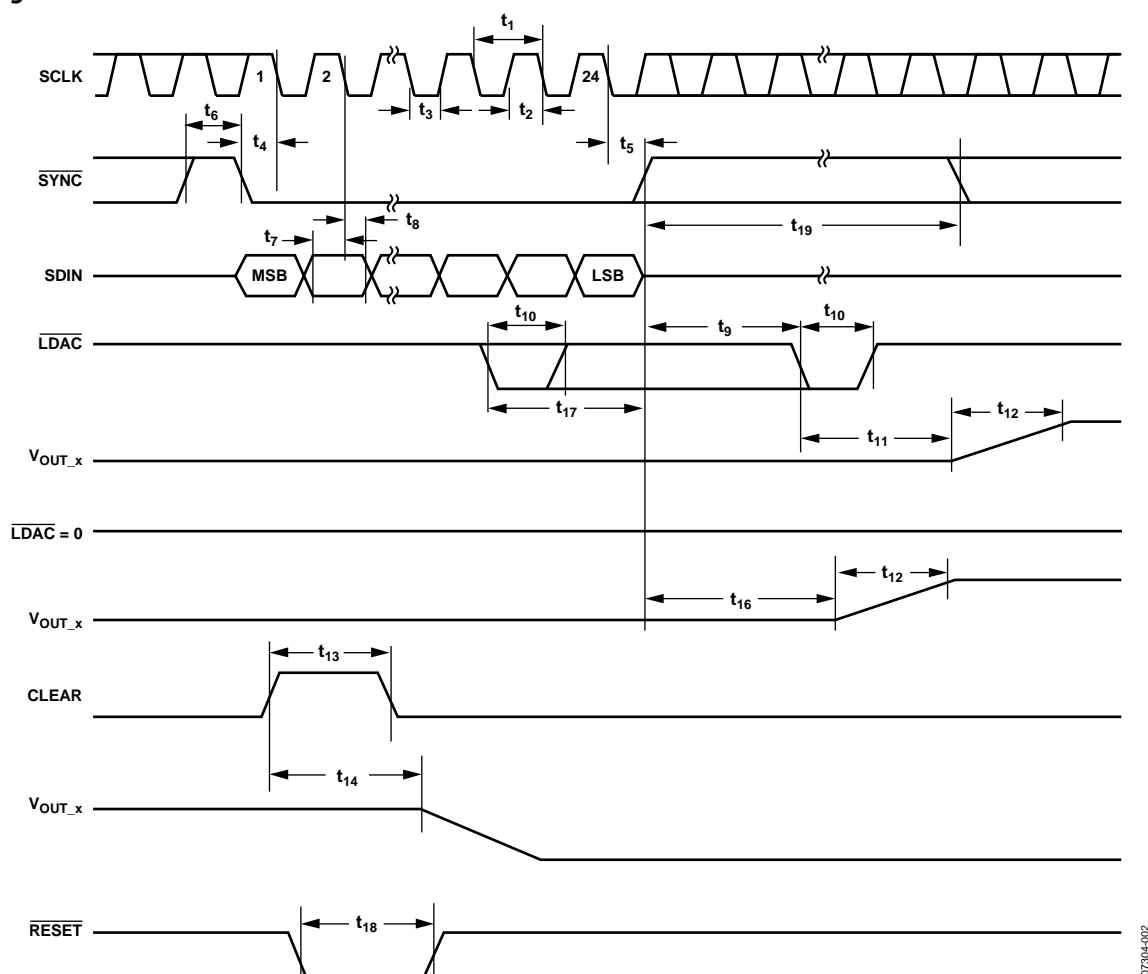 t1
SCLK
1
2
24
t3
t2
t6
t4
t5
SYNC
t19
t7
t8
SDIN
MSB
LSB
t10
t9
t10
LDAC
t17
t12
t11
VOUT_x
LDAC = 0
t12
t16
VOUT_x
t13
CLEAR
t14
VOUT_x
t18
RESET
07304-002